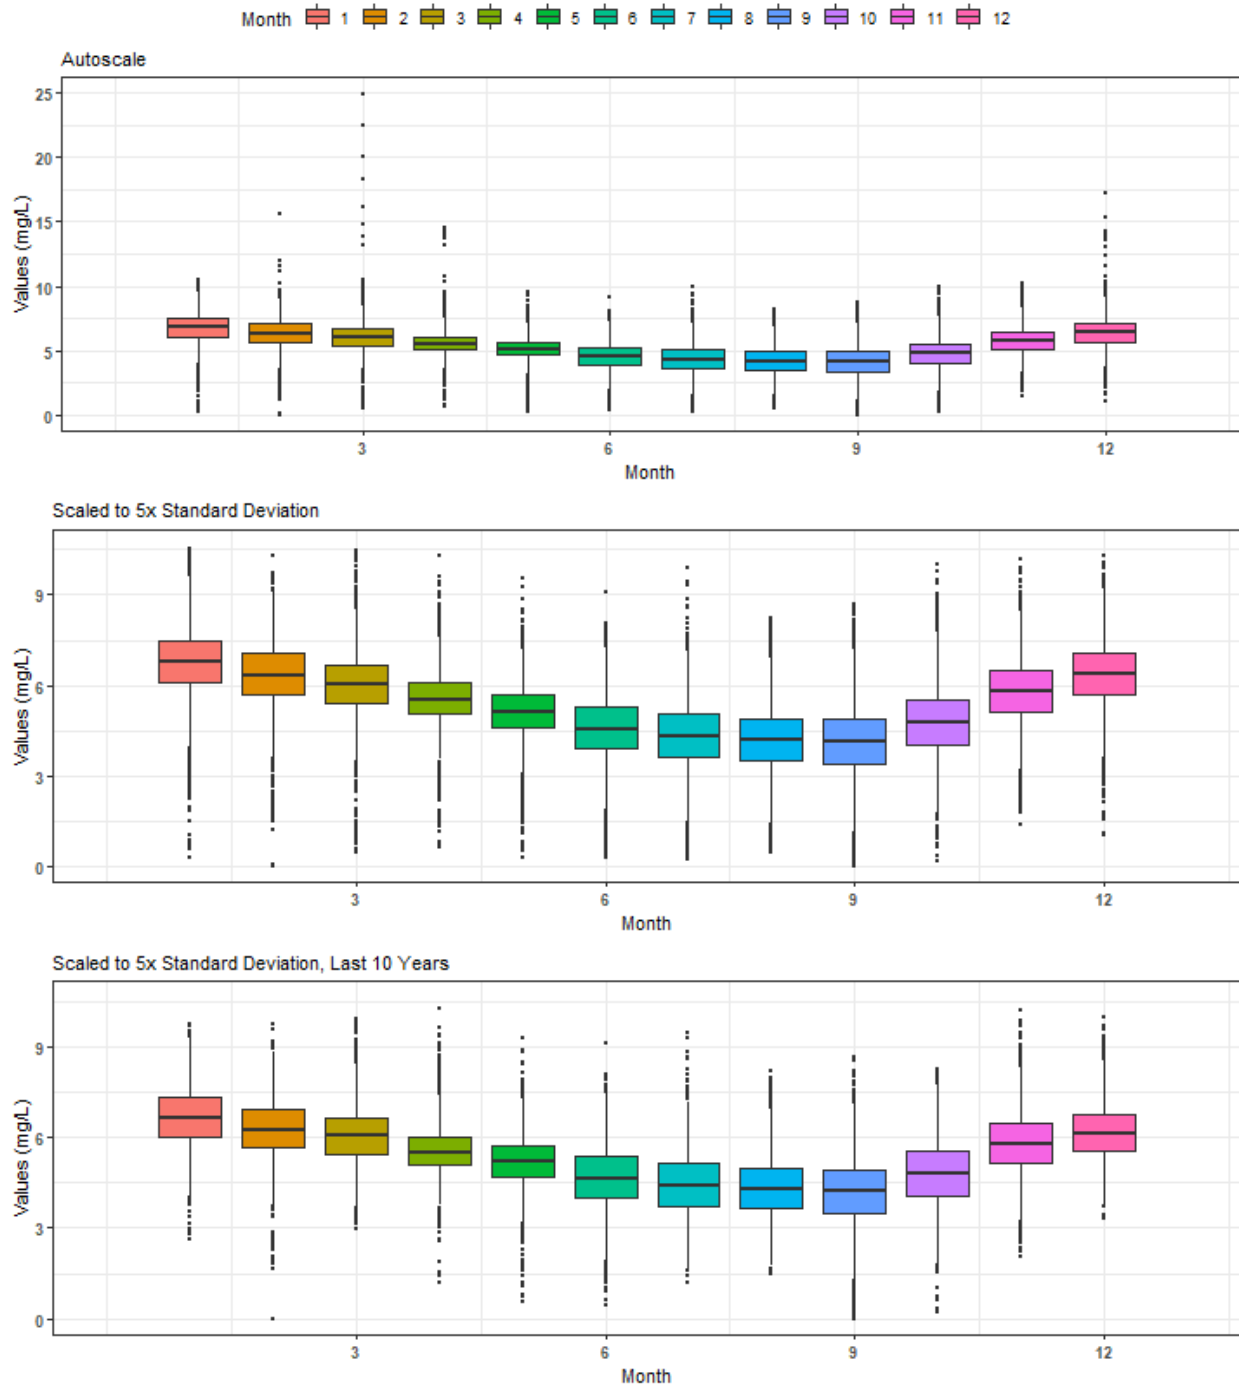 Month 1 2 3 4 5 6 7 8 9 10 11 12
Autoscale
Values (mg/L)
25
20
15
10
5
0
3 6 9 12
Month
Scaled to 5x Standard Deviation
Values (mg/L)
9
6
3
0
3 6 9 12
Month
Scaled to 5x Standard Deviation, Last 10 Years
Values (mg/L)
9
6
3
0
3 6 9 12
Month